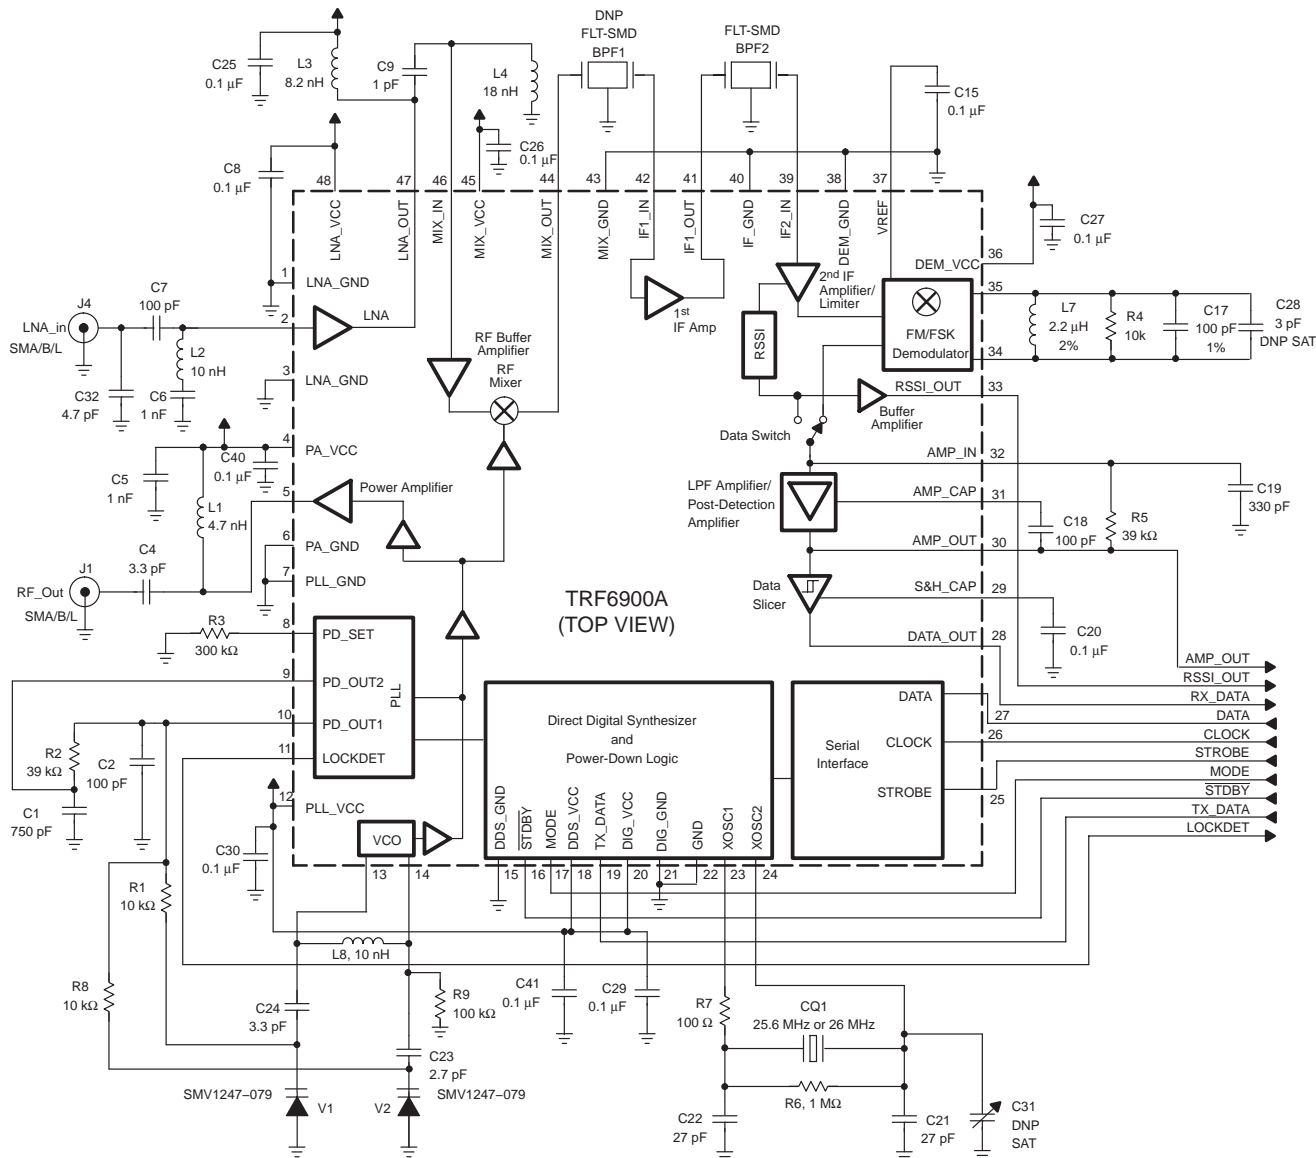 DNP
FLT-SMD
BPF1
FLT-SMD
BPF2
C25
0.1 µF
L3
8.2 nH
C9
1 pF
L4
18 nH
C15
0.1 µF
C26
0.1 µF
C8
0.1 µF
48
47
46
45
44
43
42
41
40
39
38
37
LNA_VCC
LNA_OUT
MIX_IN
MIX_VCC
MIX_OUT
MIX_GND
IF1_IN
IF1_OUT
IF_GND
IF2_IN
DEM_GND
VREF
C27
0.1 µF
36
DEM_VCC
1
LNA_GND
2nd IF
Amplifier/
Limiter
1st
IF Amp
RSSI
FM/FSK
Demodulator
35
34
L7
2.2 µH
2%
R4
10k
C17
100 pF
1%
C28
3 pF
DNP SAT
J4
LNA_in
SMA/B/L
C7
100 pF
2
LNA
L2
10 nH
C32
4.7 pF
C6
1 nF
3
LNA_GND
RF Buffer
Amplifier
RF
Mixer
RSSI_OUT
33
Buffer
Amplifier
Data Switch
AMP_IN
32
4
PA_VCC
C40
0.1 µF
C5
1 nF
5
Power Amplifier
L1
4.7 nH
LPF Amplifier/
Post-Detection
Amplifier
AMP_CAP
31
C18
100 pF
R5
39 kΩ
C19
330 pF
6
PA_GND
7
PLL_GND
AMP_OUT
30
C4
3.3 pF
J1
RF_Out
SMA/B/L
TRF6900A
(TOP VIEW)
Data
Slicer
S&H_CAP
29
C20
0.1 µF
DATA_OUT
28
R3
300 kΩ
8
PD_SET
9
PD_OUT2
10
PD_OUT1
11
LOCKDET
PLL
R2
39 kΩ
C2
100 pF
C1
750 pF
12
PLL_VCC
C30
0.1 µF
VCO
13
14
Direct Digital Synthesizer
and
Power-Down Logic
DDS_GND
STDBY
MODE
DDS_VCC
TX_DATA
DIG_VCC
DIG_GND
GND
XOSC1
XOSC2
15
16
17
18
19
20
21
22
23
24
Serial
Interface
DATA
CLOCK
STROBE
27
26
25
AMP_OUT
RSSI_OUT
RX_DATA
DATA
CLOCK
STROBE
MODE
STDBY
TX_DATA
LOCKDET
R1
10 kΩ
R8
10 kΩ
L8, 10 nH
C24
3.3 pF
R9
100 kΩ
C23
2.7 pF
SMV1247–079
V1
V2
SMV1247–079
C41
0.1 µF
C29
0.1 µF
R7
100 Ω
CQ1
25.6 MHz or 26 MHz
R6, 1 MΩ
C22
27 pF
C21
27 pF
C31
DNP
SAT